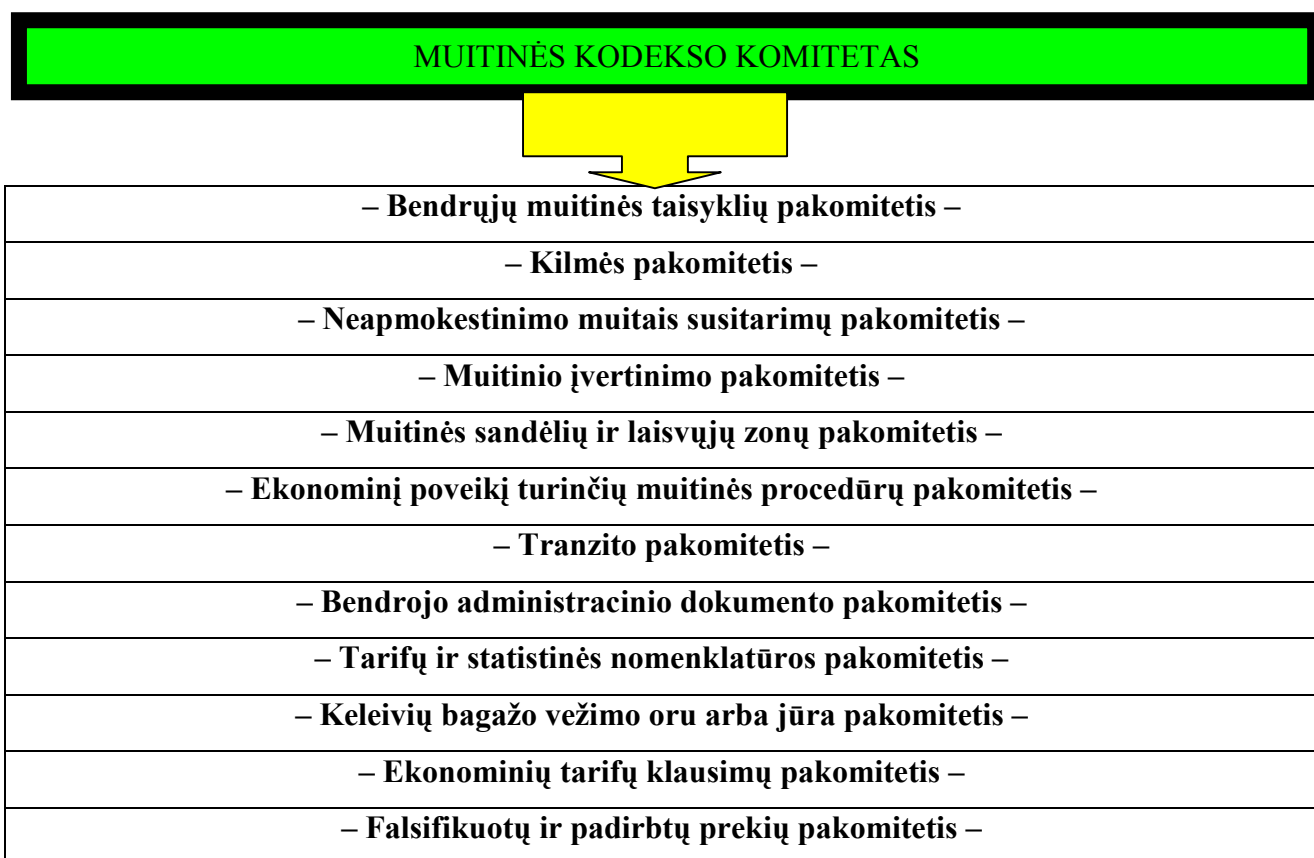 MUITINĖS KODEKSO KOMITETAS
– Bendrųjų muitinės taisyklių pakomitetis –
– Kilmės pakomitetis –
– Neapmokestinimo muitais susitarimų pakomitetis –
– Muitinio įvertinimo pakomitetis –
– Muitinės sandėlių ir laisvųjų zonų pakomitetis –
– Ekonominį poveikį turinčių muitinės procedūrų pakomitetis –
– Tranzito pakomitetis –
– Bendrojo administracinio dokumento pakomitetis –
– Tarifų ir statistinės nomenklatūros pakomitetis –
– Keleivių bagažo vežimo oru arba jūra pakomitetis –
– Ekonominių tarifų klausimų pakomitetis –
– Falsifikuotų ir padirbtų prekių pakomitetis –